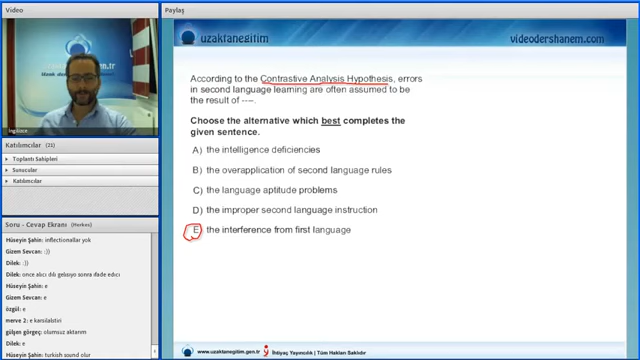 Video
Paylaş
uzaktanegitim
İngilizce
Katılımcılar (21)
Toplantı Sahipleri
Sunucular
Katılımcılar
Soru - Cevap Ekranı (Herkes)
Hüseyin Şahin: inflectionallar yok
Gizem Sevcan: :))
Dilek: :))
Dilek: once alıcı dıl gelısıyo sonra ifade edıcı
Hüseyin Şahin: e
Gizem Sevcan: e
özgül: e
merve 2: e
gülşen görgeç: olumsuz aktarım
Dilek: e
Hüseyin Şahin: turkish sound olur
uzaktanegitim
videodershanem.com
According to the Contrastive Analysis Hypothesis, errors
in second language learning are often assumed to be
the result of ----.
Choose the alternative which best completes the
given sentence.
A) the intelligence deficiencies
B) the overapplication of second language rules
C) the language aptitude problems
D) the improper second language instruction
E) the interference from first language
www.uzaktanegitim.gen.tr
İhtiyaç Yayıncılık | Tüm Hakları Saklıdır